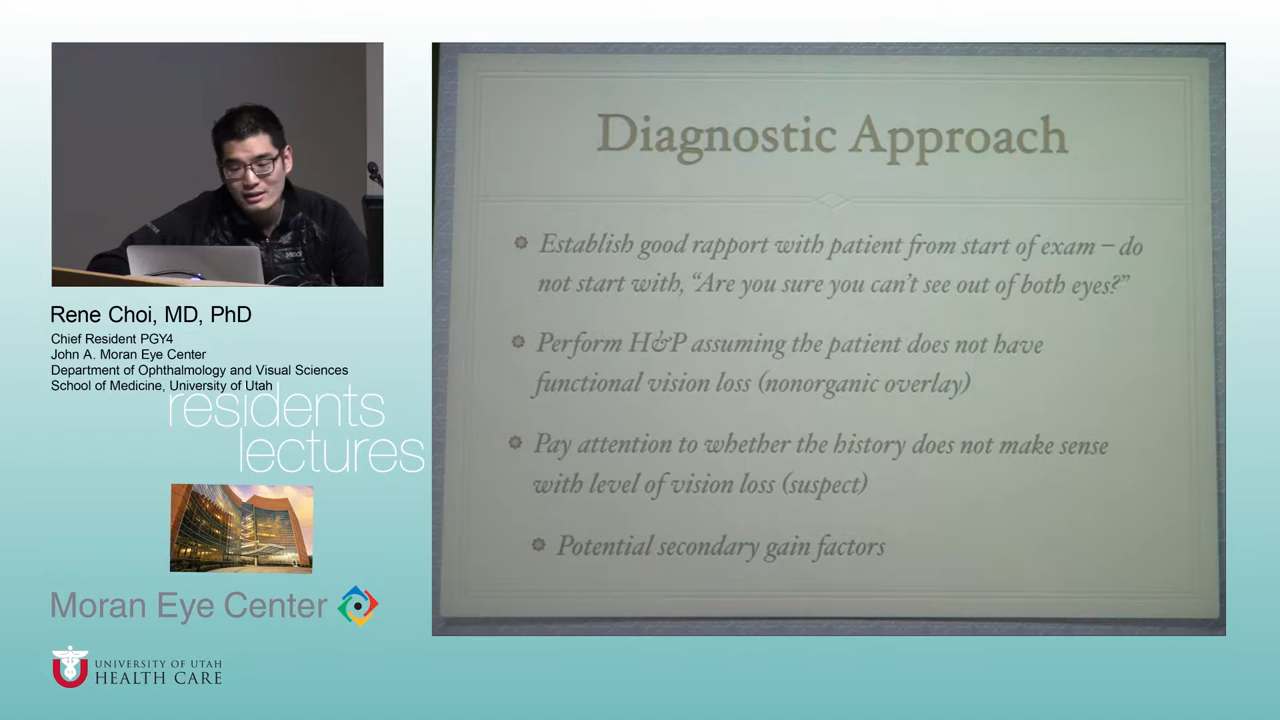 Rene Choi, MD, PhD
Chief Resident PGY4
John A. Moran Eye Center
Department of Ophthalmology and Visual Sciences
School of Medicine, University of Utah
residents
lectures
Moran Eye Center
UNIVERSITY OF UTAH
HEALTH CARE
Diagnostic Approach
Establish good rapport with patient from start of exam – do
not start with, “Are you sure you can’t see out of both eyes?”
Perform H&P assuming the patient does not have
functional vision loss (nonorganic overlay)
Pay attention to whether the history does not make sense
with level of vision loss (suspect)
Potential secondary gain factors